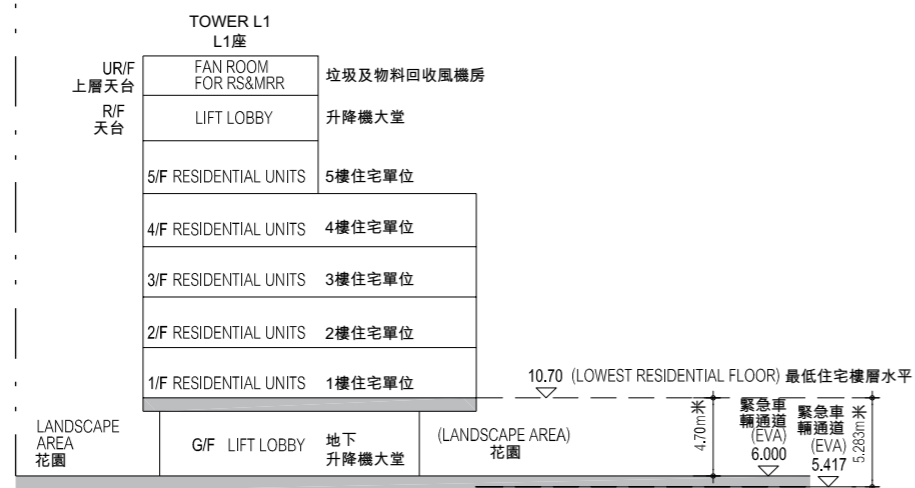 TOWER L1
L1座
UR/F
上層天台
FAN ROOM
FOR RS&MRR
垃圾及物料回收風機房
R/F
天台
LIFT LOBBY
升降機大堂
5/F RESIDENTIAL UNITS 5樓住宅單位
4/F RESIDENTIAL UNITS 4樓住宅單位
3/F RESIDENTIAL UNITS 3樓住宅單位
2/F RESIDENTIAL UNITS 2樓住宅單位
1/F RESIDENTIAL UNITS 1樓住宅單位
10.70 (LOWEST RESIDENTIAL FLOOR) 最低住宅樓層水平
LANDSCAPE
AREA
花園
G/F LIFT LOBBY
地下
升降機大堂
(LANDSCAPE AREA)
花園
4.70m米
緊急車
輛通道
(EVA)
6.000
緊急車
輛通道
(EVA)
5.417
5.283m米